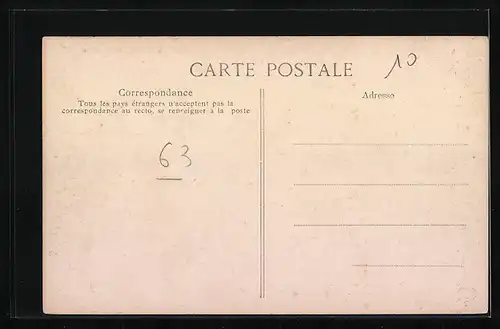 CARTE POSTALE
10
Correspondance
Tous les pays étrangers n'acceptent pas la
correspondance au recto, se renseigner à la poste
Adresse
63